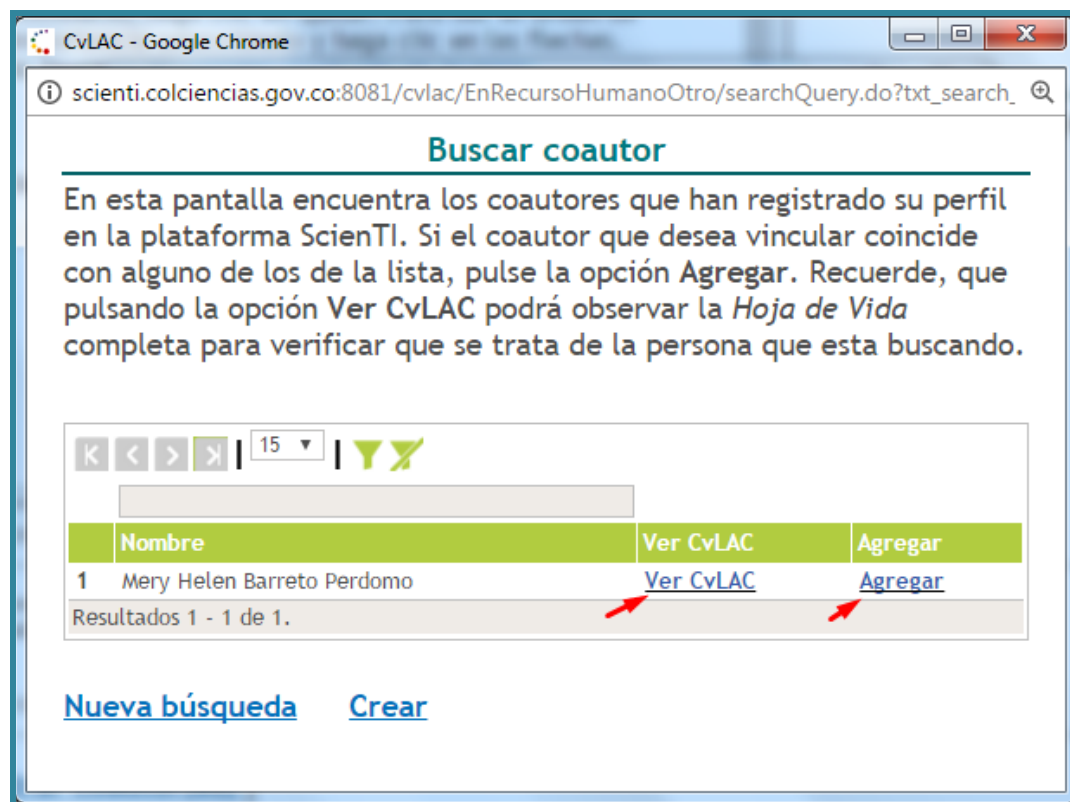 CvLAC - Google Chrome
scienti.colciencias.gov.co:8081/cvlac/EnRecursoHumanoOtro/searchQuery.do?txt_search_
Buscar coautor
En esta pantalla encuentra los coautores que han registrado su perfil
en la plataforma ScienTI. Si el coautor que desea vincular coincide
con alguno de los de la lista, pulse la opción Agregar. Recuerde, que
pulsando la opción Ver CvLAC podrá observar la Hoja de Vida
completa para verificar que se trata de la persona que esta buscando.
15
Nombre Ver CvLAC Agregar
1 Mery Helen Barreto Perdomo Ver CvLAC Agregar
Resultados 1 - 1 de 1.
Nueva búsqueda Crear